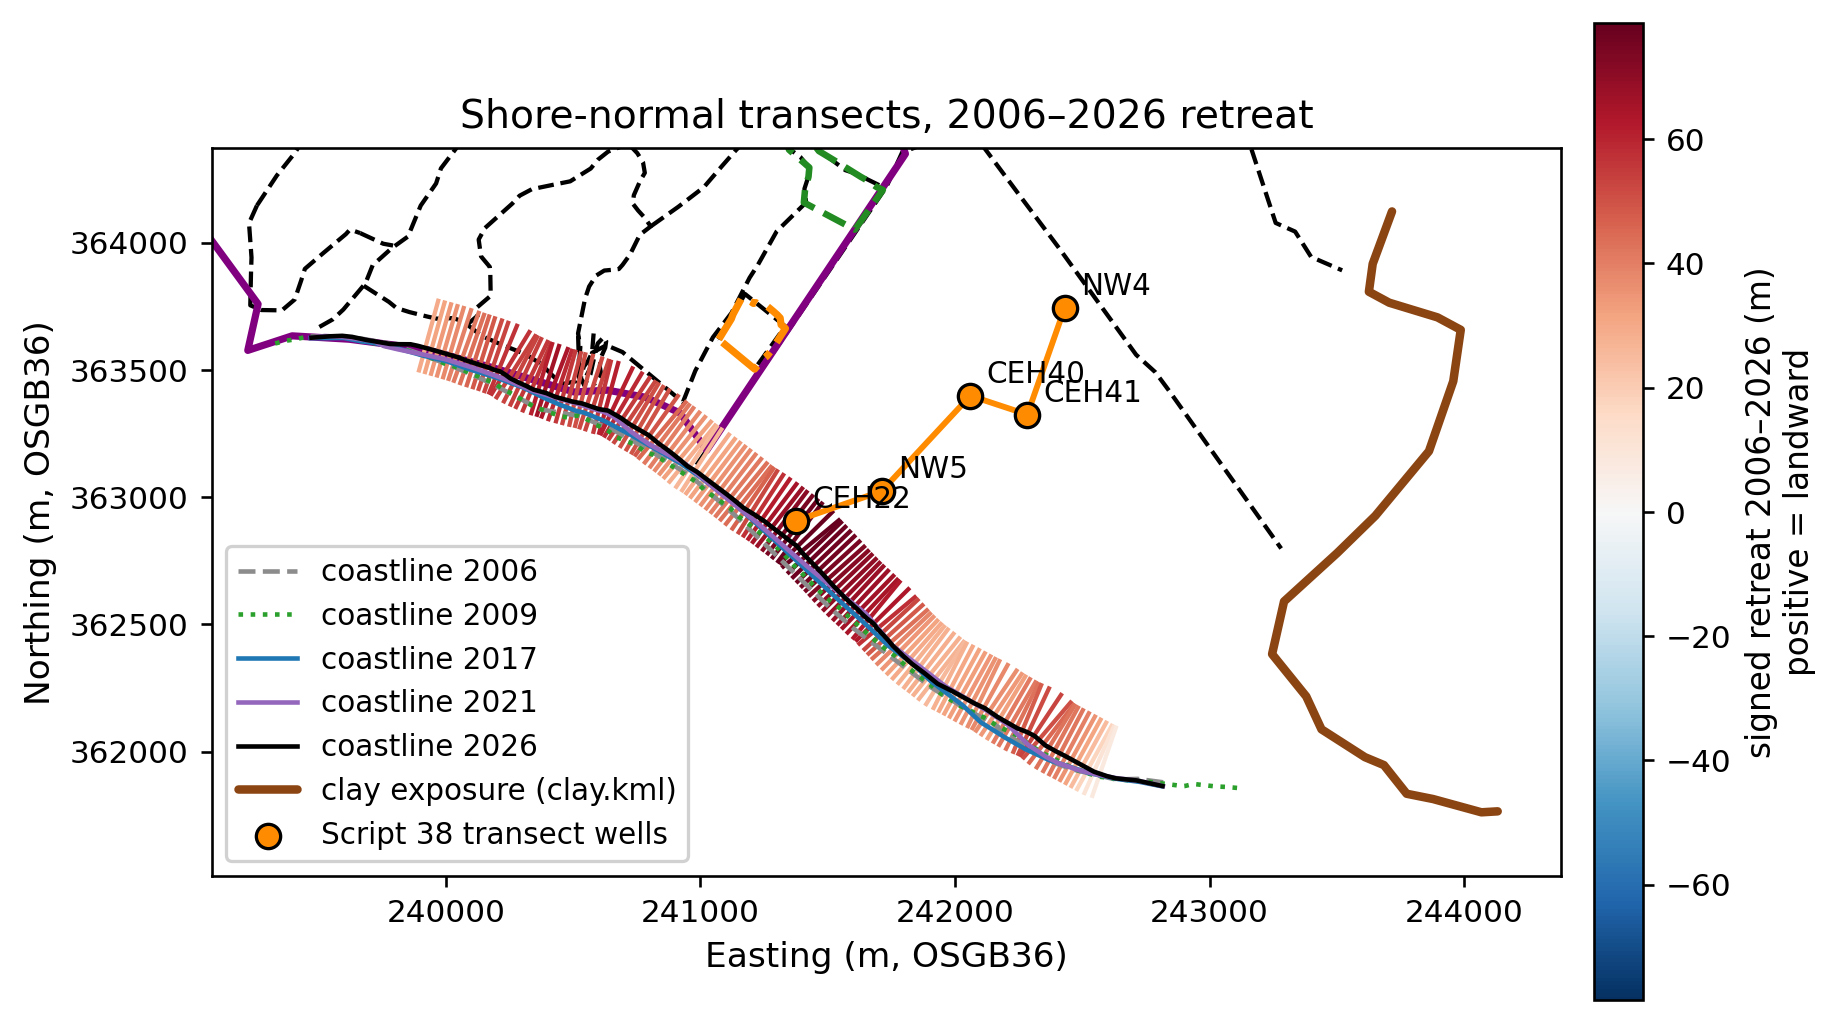 Shore-normal transects, 2006–2026 retreat
Northing (m, OSGB36)
364000
363500
363000
362500
362000
NW4
CEH40
CEH41
NW5
CEH22
coastline 2006
coastline 2009
coastline 2017
coastline 2021
coastline 2026
clay exposure (clay.kml)
Script 38 transect wells
240000
241000
242000
243000
244000
Easting (m, OSGB36)
60
40
20
0
−20
−40
−60
signed retreat 2006–2026 (m)
positive = landward